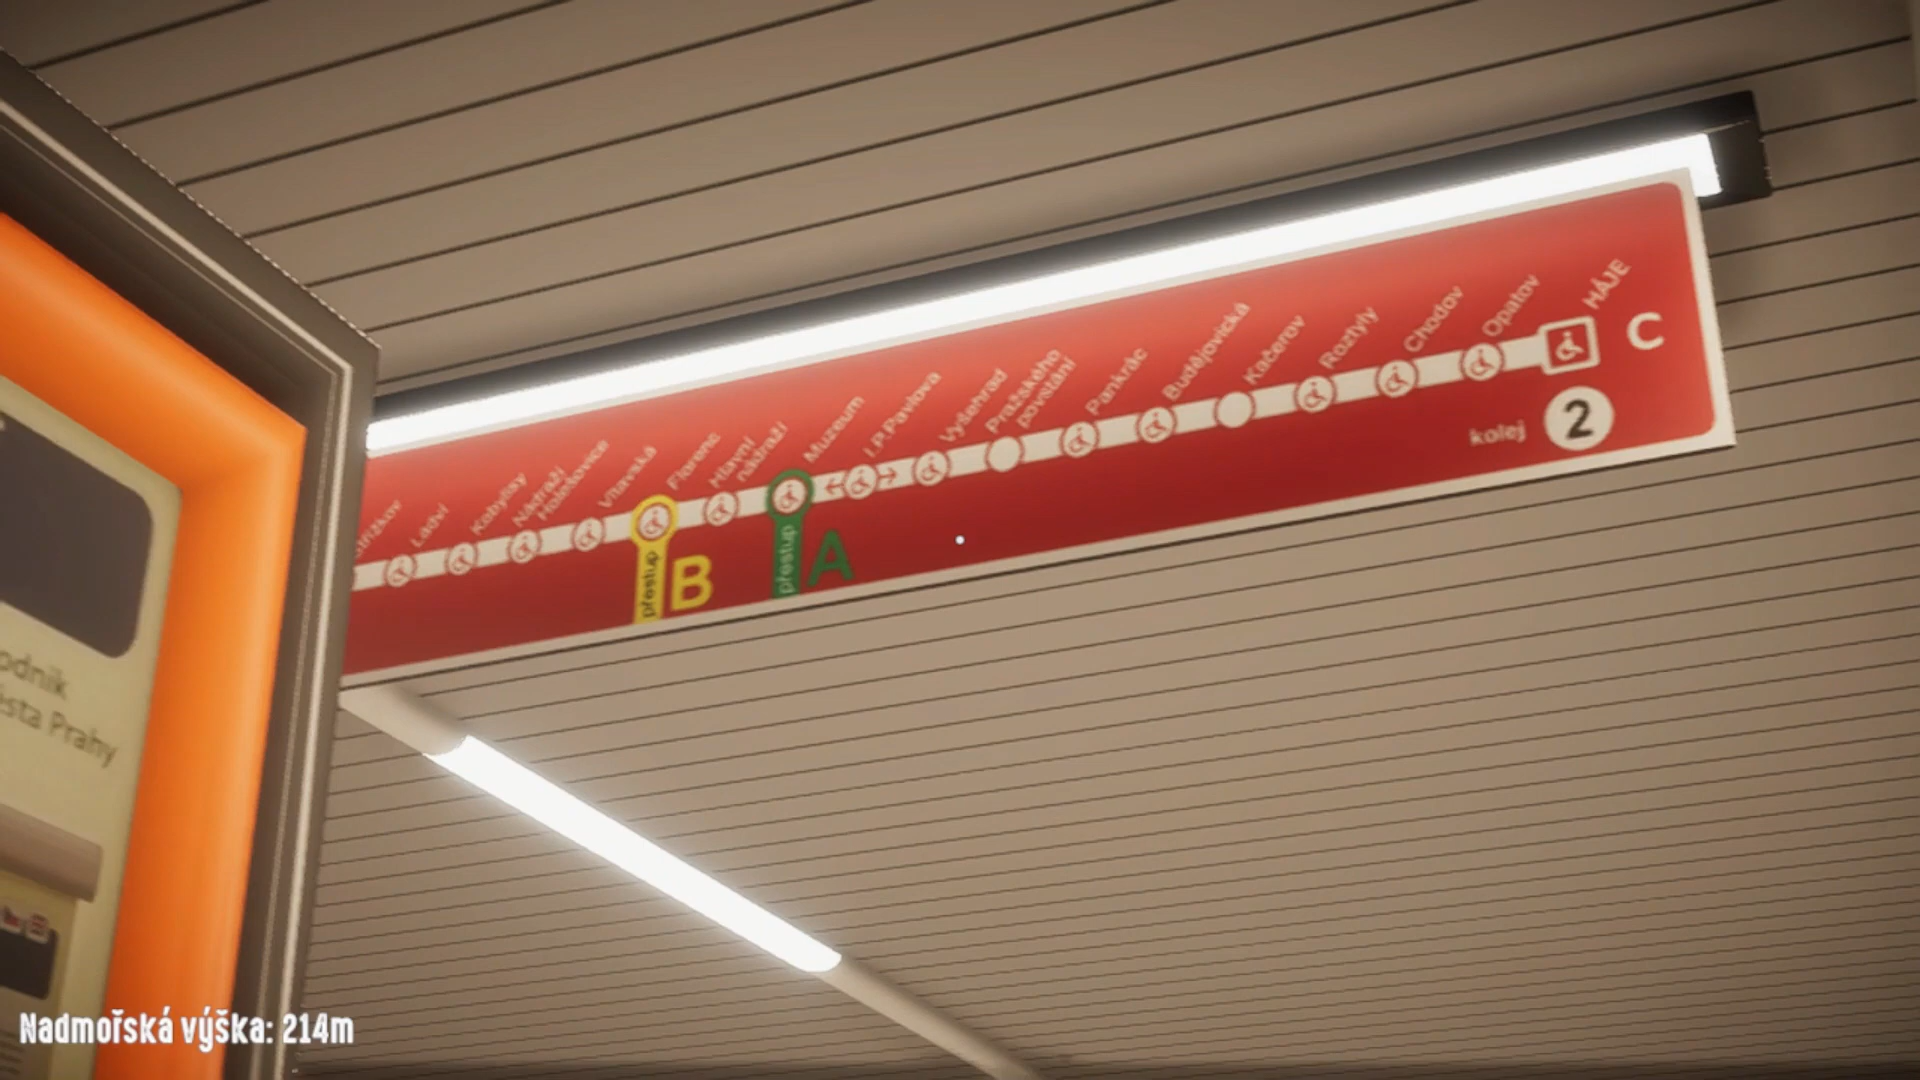 Ládví
Kobylisy
Nádraží
Holešovice
Vltavská
Florenc
Hlavní
nádraží
Muzeum
I.P.Pavlova
Vyšehrad
Pražského
povstání
Pankrác
Budějovická
Kačerov
Roztyly
Chodov
Opatov
HÁJE
C
kolej 2
přestup B
přestup A
odnik
ěsta Prahy
Nadmořská výška: 214m